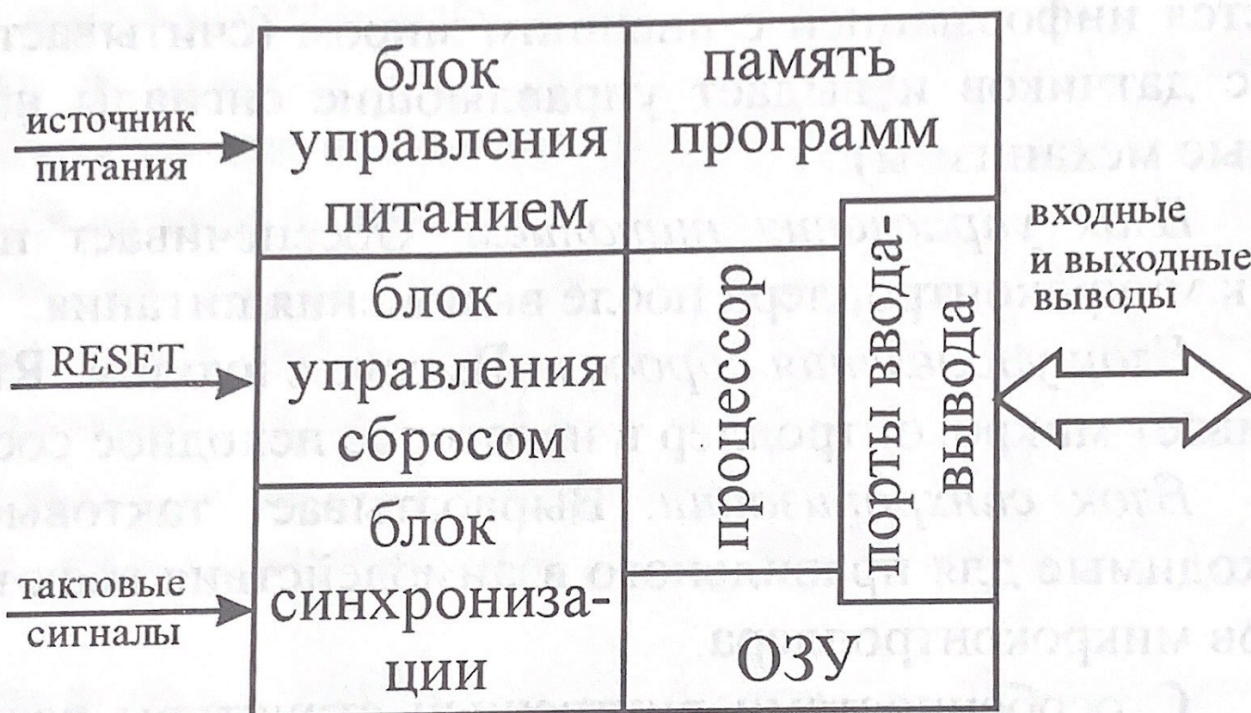 источник
питания
блок
управления
питанием
память
программ
RESET
блок
управления
сбросом
процессор
порты ввода-
вывода
входные
и выходные
выводы
тактовые
сигналы
блок
синхрониза-
ции
ОЗУ